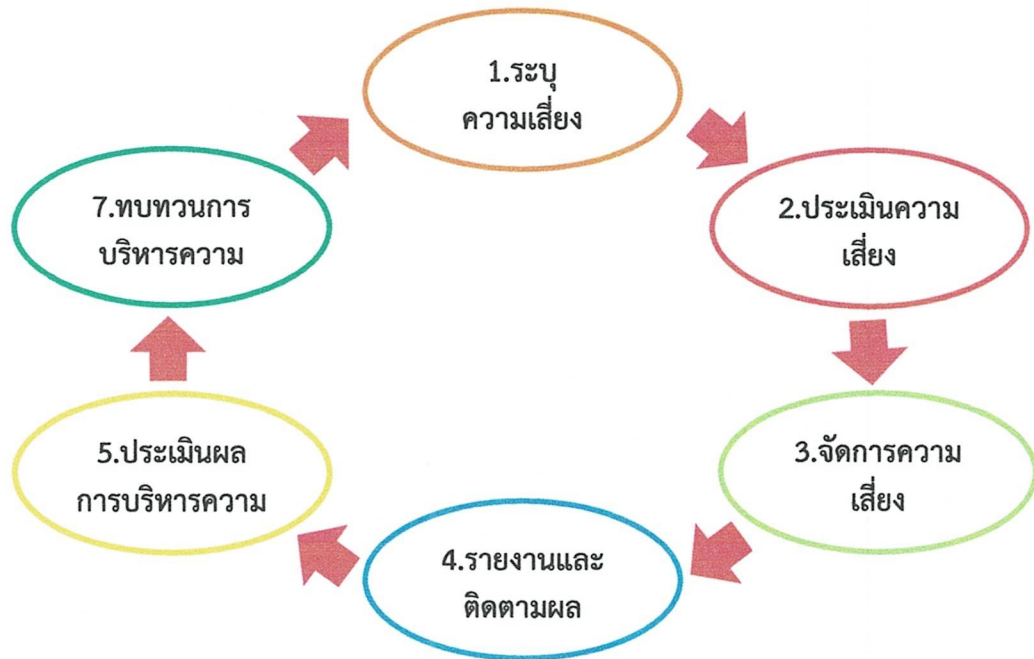 1.ระบุ
ความเสี่ยง
2.ประเมินความ
เสี่ยง
3.จัดการความ
เสี่ยง
4.รายงานและ
ติดตามผล
5.ประเมินผล
การบริหารความ
7.ทบทวนการ
บริหารความ